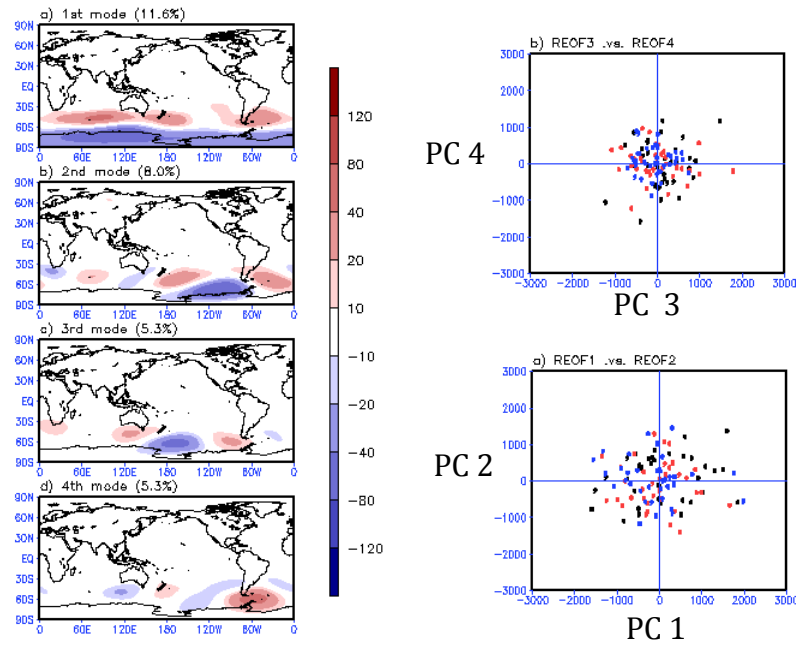 a) 1st mode (11.6%)
90N
60N
30N
EQ
30S
60S
90S
0 60E 120E 180 120W 60W 0
b) 2nd mode (8.0%)
90N
60N
30N
EQ
30S
60S
90S
0 60E 120E 180 120W 60W 0
c) 3rd mode (5.3%)
90N
60N
30N
EQ
30S
60S
90S
0 60E 120E 180 120W 60W 0
d) 4th mode (5.3%)
90N
60N
30N
EQ
30S
60S
90S
0 60E 120E 180 120W 60W 0
120
80
40
20
10
-10
-20
-40
-80
-120
b) REOF3 .vs. REOF4
3000
2000
1000
0
-1000
-2000
-3000
-3000 -2000 -1000 0 1000 2000 3000
PC 4
PC 3
a) REOF1 .vs. REOF2
3000
2000
1000
0
-1000
-2000
-3000
-3000 -2000 -1000 0 1000 2000 3000
PC 2
PC 1